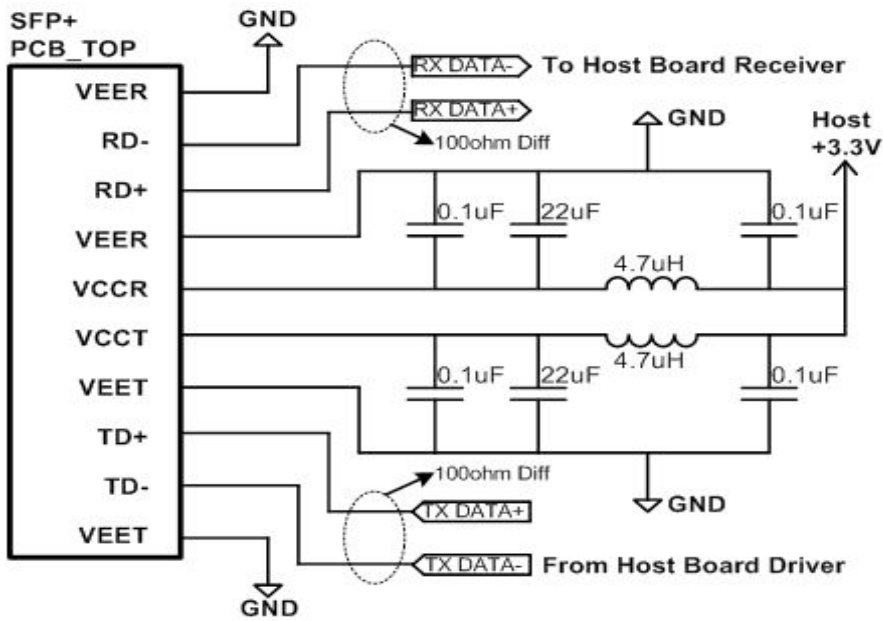 SFP+
PCB_TOP
GND
VEER
RD-
RD+
VEER
VCCR
VCCT
VEET
TD+
TD-
VEET
GND
RX DATA-
To Host Board Receiver
RX DATA+
100ohm Diff
GND
Host
+3.3V
0.1uF
22uF
0.1uF
4.7uH
4.7uH
0.1uF
22uF
0.1uF
100ohm Diff
GND
TX DATA+
TX DATA-
From Host Board Driver